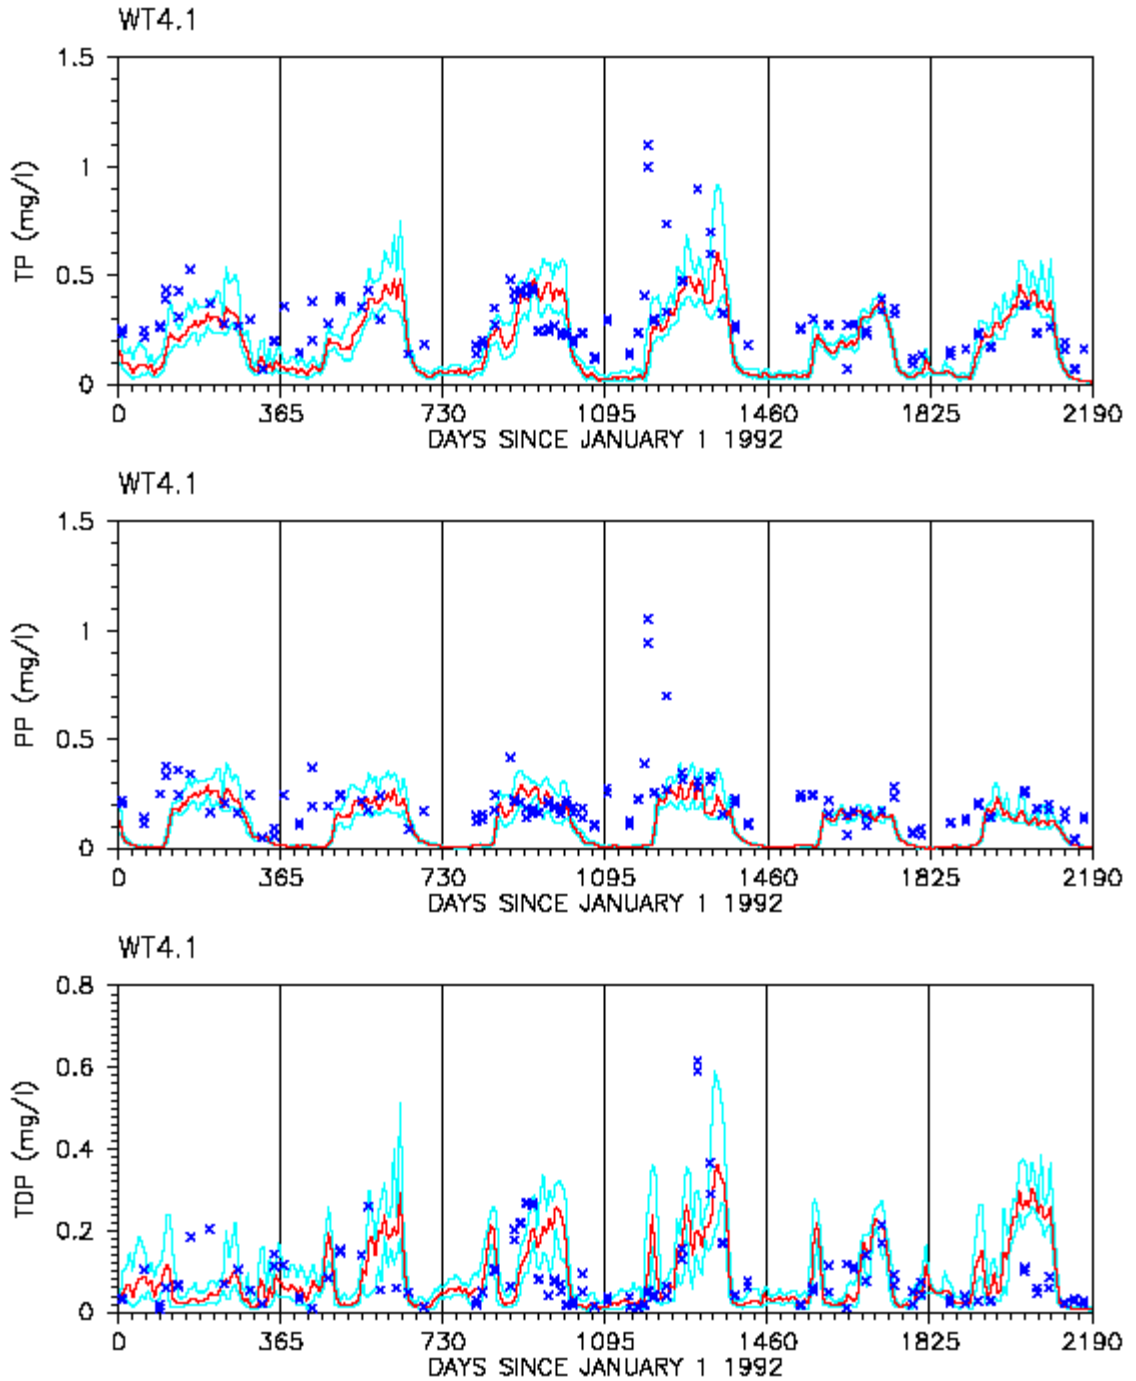 WT4.1
1.5
1
0.5
0
TP (mg/l)
0 365 730 1095 1460 1825 2190
DAYS SINCE JANUARY 1 1992
WT4.1
1.5
1
0.5
0
PP (mg/l)
0 365 730 1095 1460 1825 2190
DAYS SINCE JANUARY 1 1992
WT4.1
0.8
0.6
0.4
0.2
0
TDP (mg/l)
0 365 730 1095 1460 1825 2190
DAYS SINCE JANUARY 1 1992